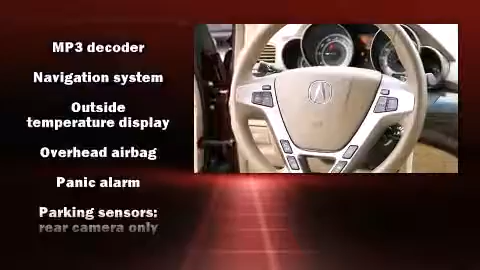 MP3 decoder
Navigation system
Outside
temperature display
Overhead airbag
Panic alarm
Parking sensors:
rear camera only